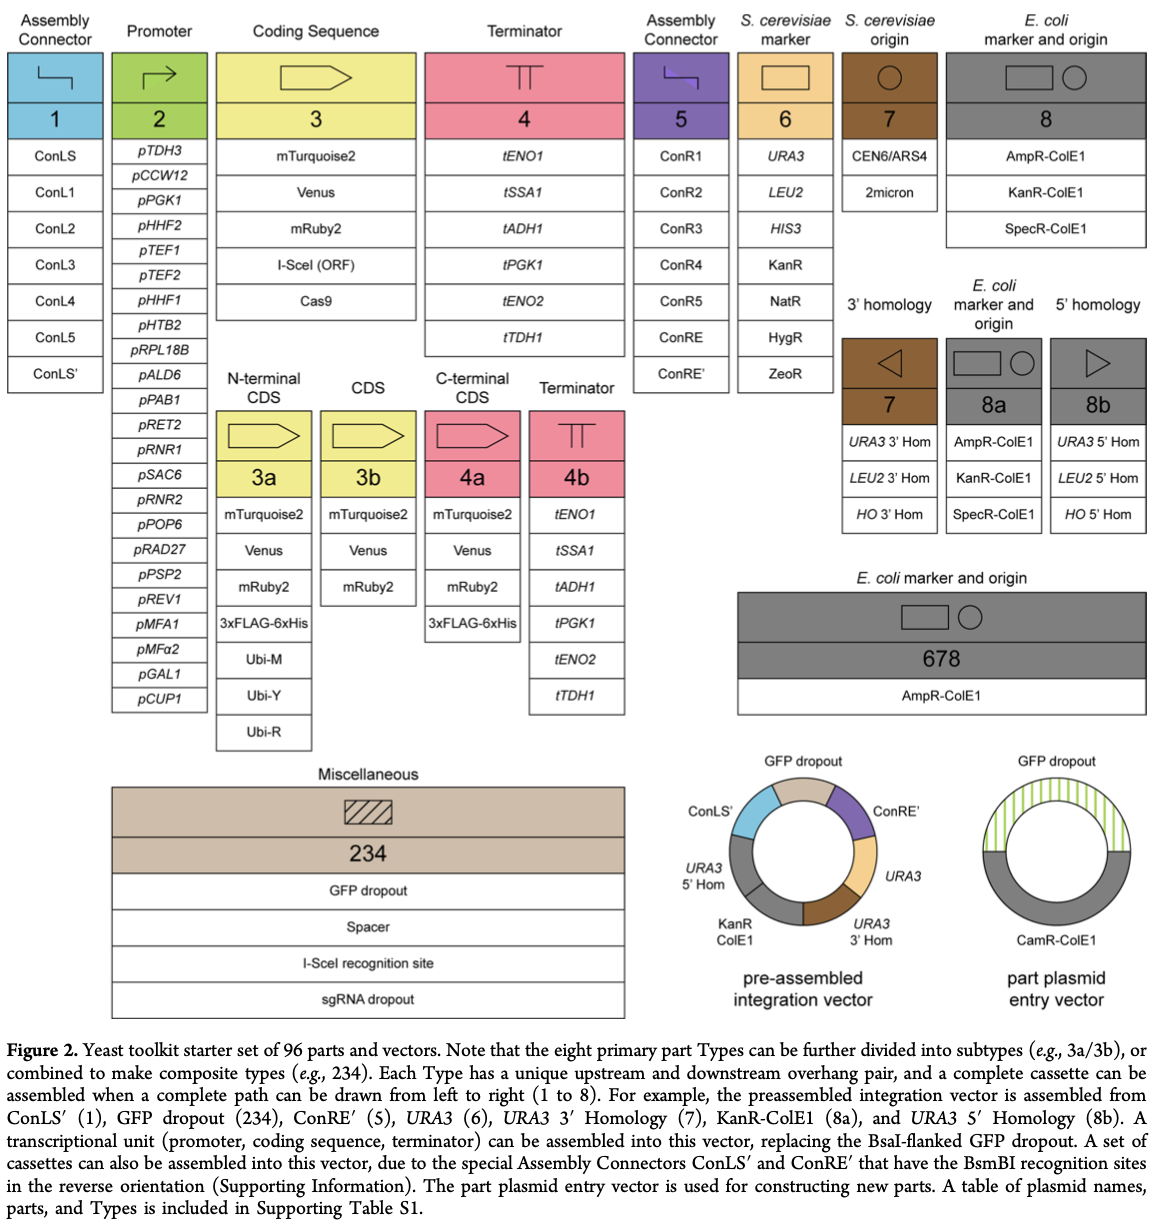 Assembly
Connector
1
ConLS
ConL1
ConL2
ConL3
ConL4
ConL5
ConLS'
Promoter
2
pTDH3
pCCW12
pPGK1
pHHF2
pTEF1
pTEF2
pHHF1
pHTB2
pRPL18B
pALD6
pPAB1
pRET2
pRNR1
pSAC6
pRNR2
pPOP6
pRAD27
pPSP2
pREV1
pMFA1
pMFα2
pGAL1
pCUP1
Coding Sequence
3
mTurquoise2
Venus
mRuby2
I-SceI (ORF)
Cas9
Terminator
4
tENO1
tSSA1
tADH1
tPGK1
tENO2
tTDH1
Assembly
Connector
5
ConR1
ConR2
ConR3
ConR4
ConR5
ConRE
ConRE'
S. cerevisiae
marker
6
URA3
LEU2
HIS3
KanR
NatR
HygR
ZeoR
S. cerevisiae
origin
7
CEN6/ARS4
2micron
E. coli
marker and origin
8
AmpR-ColE1
KanR-ColE1
SpecR-ColE1
N-terminal
CDS
3a
mTurquoise2
Venus
mRuby2
3xFLAG-6xHis
Ubi-M
Ubi-Y
Ubi-R
CDS
3b
mTurquoise2
Venus
mRuby2
C-terminal
CDS
4a
mTurquoise2
Venus
mRuby2
3xFLAG-6xHis
Terminator
4b
tENO1
tSSA1
tADH1
tPGK1
tENO2
tTDH1
3' homology
7
URA3 3' Hom
LEU2 3' Hom
HO 3' Hom
E. coli
marker and
origin
8a
AmpR-ColE1
KanR-ColE1
SpecR-ColE1
5' homology
8b
URA3 5' Hom
LEU2 5' Hom
HO 5' Hom
E. coli marker and origin
678
AmpR-ColE1
Miscellaneous
234
GFP dropout
Spacer
I-SceI recognition site
sgRNA dropout
GFP dropout
ConLS'
ConRE'
URA3
5' Hom
URA3
KanR
ColE1
URA3
3' Hom
pre-assembled
integration vector
GFP dropout
CamR-ColE1
part plasmid
entry vector
Figure 2. Yeast toolkit starter set of 96 parts and vectors. Note that the eight primary part Types can be further divided into subtypes (e.g., 3a/3b), or
combined to make composite types (e.g., 234). Each Type has a unique upstream and downstream overhang pair, and a complete cassette can be
assembled when a complete path can be drawn from left to right (1 to 8). For example, the preassembled integration vector is assembled from
ConLS′ (1), GFP dropout (234), ConRE′ (5), URA3 (6), URA3 3′ Homology (7), KanR-ColE1 (8a), and URA3 5′ Homology (8b). A
transcriptional unit (promoter, coding sequence, terminator) can be assembled into this vector, replacing the BsaI-flanked GFP dropout. A set of
cassettes can also be assembled into this vector, due to the special Assembly Connectors ConLS′ and ConRE′ that have the BsmBI recognition sites
in the reverse orientation (Supporting Information). The part plasmid entry vector is used for constructing new parts. A table of plasmid names,
parts, and Types is included in Supporting Table S1.